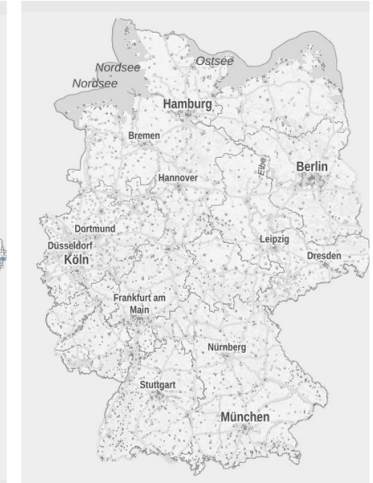 Ostsee
Nordsee
Nordsee
Hamburg
Bremen
Elbe
Berlin
Hannover
Dortmund
Leipzig
Düsseldorf
Dresden
Köln
Frankfurt am
Main
Nürnberg
Stuttgart
München